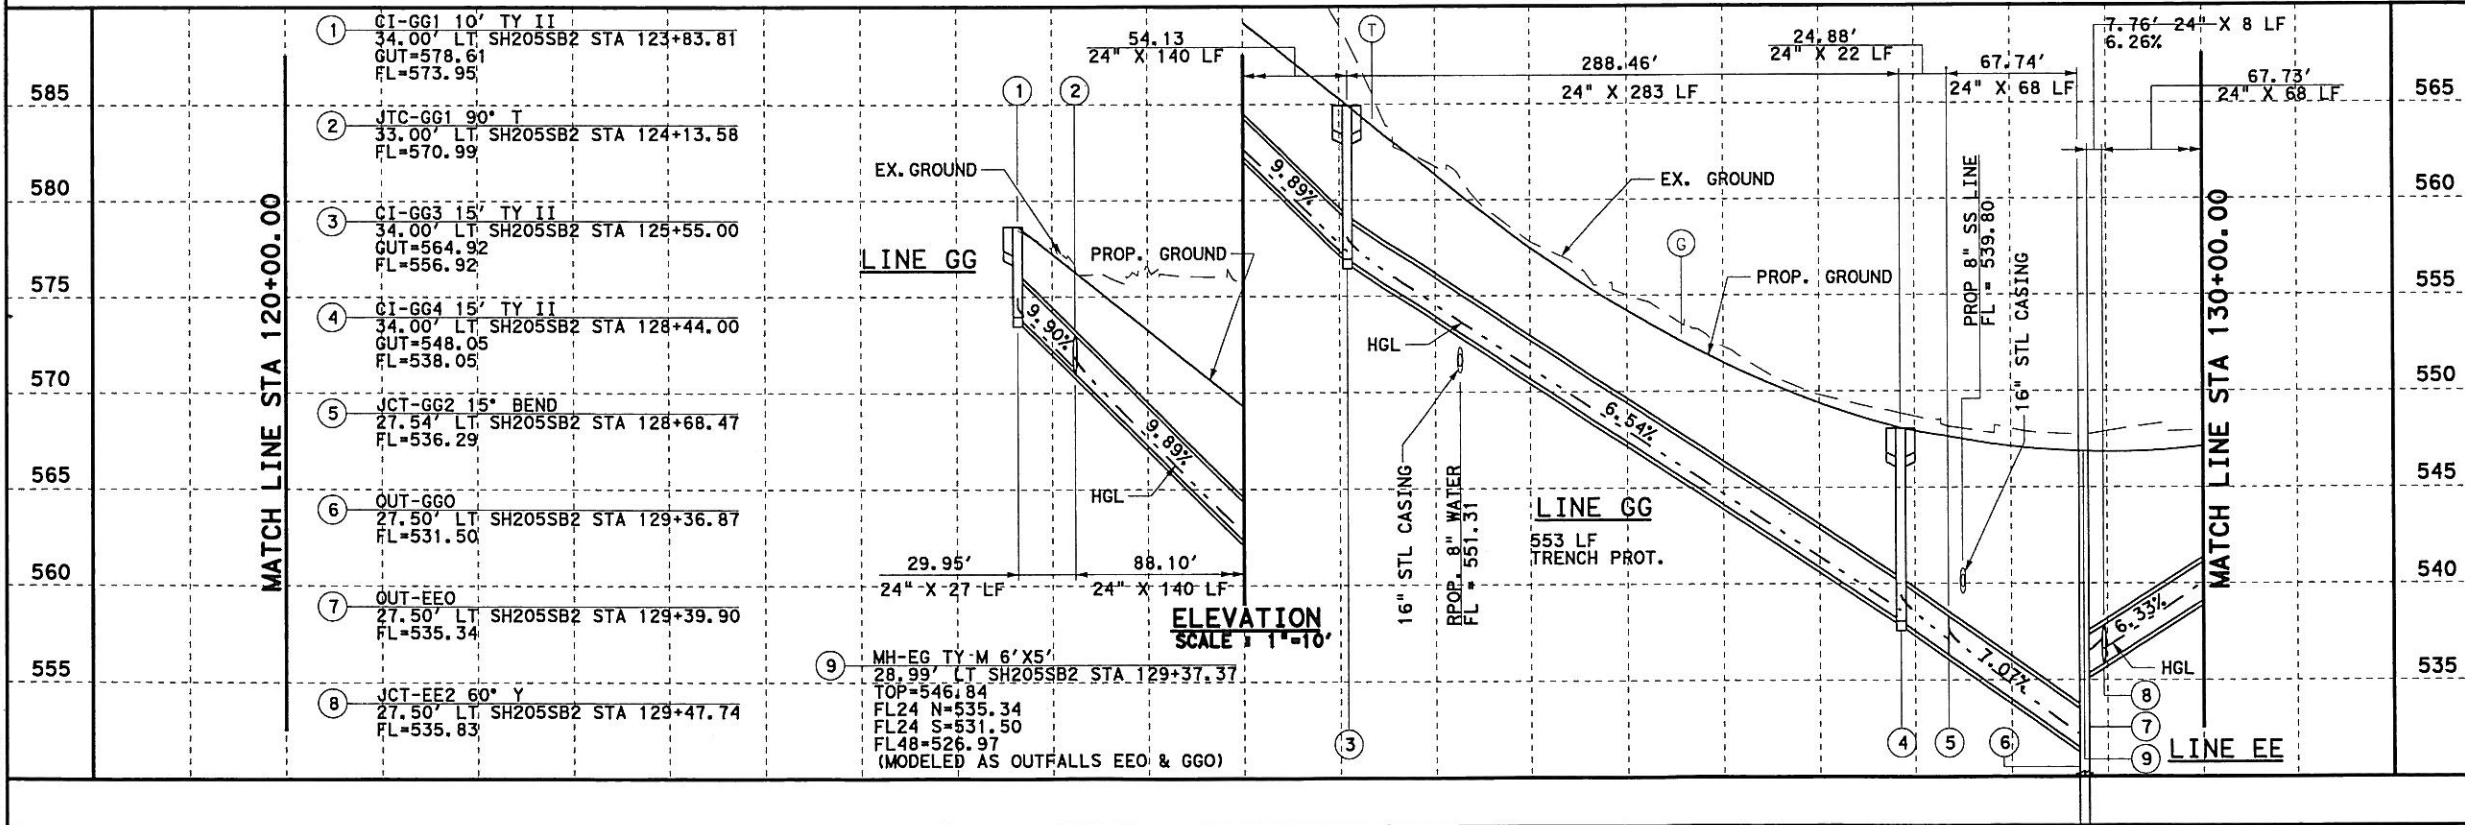 1 CI-GG1 10' TY II
34.00' LT SH205SB2 STA 123+83.81
GUT=578.61
FL=573.95
2 JTC-GG1 90° T
33.00' LT SH205SB2 STA 124+13.58
FL=570.99
3 CI-GG3 15' TY II
34.00' LT SH205SB2 STA 125+55.00
GUT=564.92
FL=556.92
4 CI-GG4 15' TY II
34.00' LT SH205SB2 STA 128+44.00
GUT=548.05
FL=538.05
5 JCT-GG2 15° BEND
27.54' LT SH205SB2 STA 128+68.47
FL=536.29
6 OUT-GGO
27.50' LT SH205SB2 STA 129+36.87
FL=531.50
7 OUT-EEO
27.50' LT SH205SB2 STA 129+39.90
FL=535.34
8 JCT-EE2 60° Y
27.50' LT SH205SB2 STA 129+47.74
FL=535.83
9 MH-EG TY M 6'X5'
28.99' LT SH205SB2 STA 129+37.37
TOP=546.84
FL24 N=535.34
FL24 S=531.50
FL48=526.97
(MODELED AS OUTFALLS EEO & GGO)
585
580
575
570
565
560
555
MATCH LINE STA 120+00.00
1
2
EX. GROUND
LINE GG
PROP. GROUND
9.90%
9.89%
HGL
29.95'
24" X 27 LF
88.10'
24" X 140 LF
ELEVATION
SCALE : 1"=10'
54.13
24" X 140 LF
T
288.46'
24" X 283 LF
24.88'
24" X 22 LF
67.74'
24" X 68 LF
7.76' 24" X 8 LF
6.26%
67.73'
24" X 68 LF
9.89%
EX. GROUND
G
PROP. GROUND
HGL
6.54%
16" STL CASING
RPOP. 8" WATER
FL = 551.31
LINE GG
553 LF
TRENCH PROT.
PROP 8" SS LINE
FL = 539.80
16" STL CASING
7.07%
6.33%
HGL
3
4
5
6
8
7
9
LINE EE
MATCH LINE STA 130+00.00
565
560
555
550
545
540
535